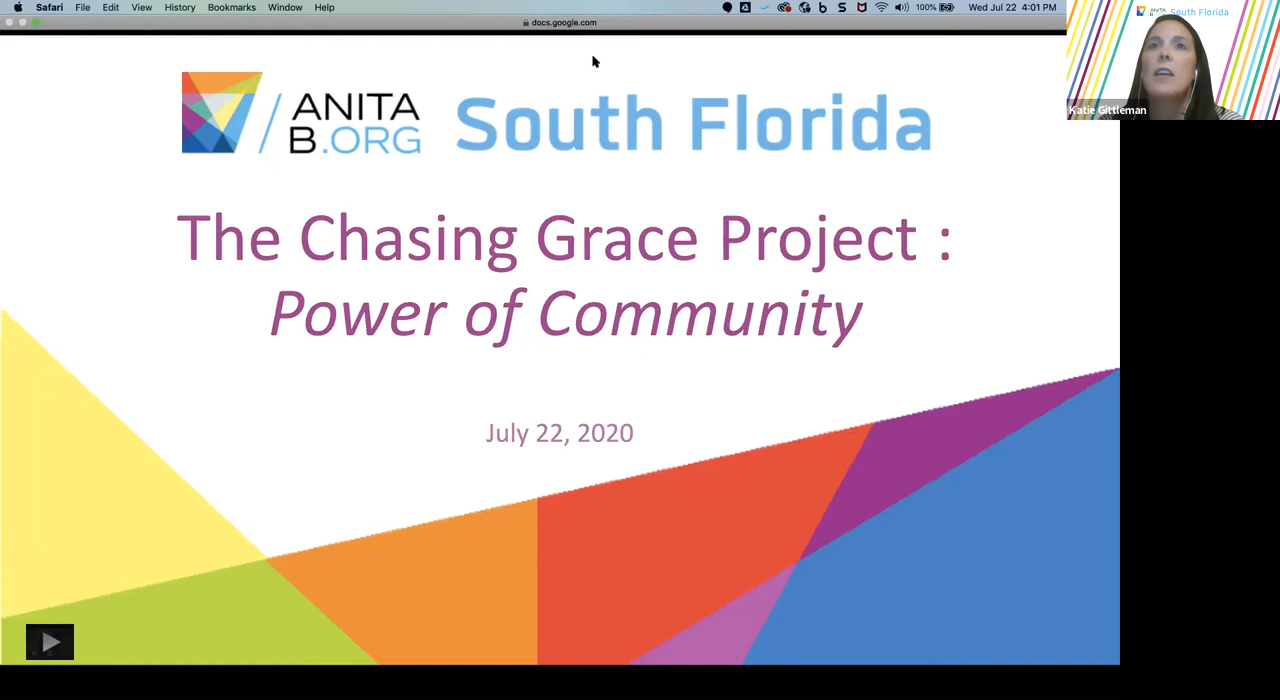 Safari File Edit View History Bookmarks Window Help 100% Wed Jul 22 4:01 PM
docs.google.com
ANITA South Florida
Katie Gittleman
ANITA
B.ORG
South Florida
The Chasing Grace Project :
Power of Community
July 22, 2020